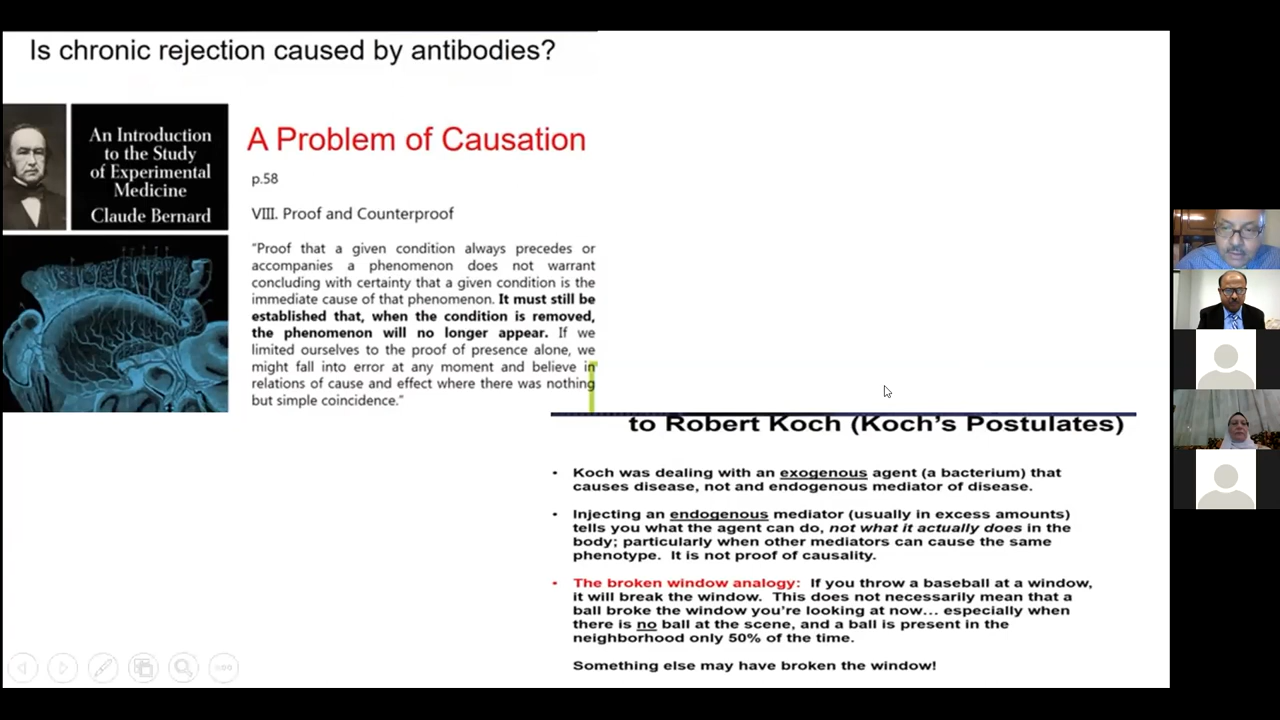 Is chronic rejection caused by antibodies?
An Introduction
to the Study
of Experimental
Medicine
Claude Bernard
A Problem of Causation
p.58
VIII. Proof and Counterproof
“Proof that a given condition always precedes or
accompanies a phenomenon does not warrant
concluding with certainty that a given condition is the
immediate cause of that phenomenon. It must still be
established that, when the condition is removed,
the phenomenon will no longer appear. If we
limited ourselves to the proof of presence alone, we
might fall into error at any moment and believe in
relations of cause and effect where there was nothing
but simple coincidence.”
to Robert Koch (Koch’s Postulates)
• Koch was dealing with an exogenous agent (a bacterium) that
causes disease, not and endogenous mediator of disease.
• Injecting an endogenous mediator (usually in excess amounts)
tells you what the agent can do, not what it actually does in the
body; particularly when other mediators can cause the same
phenotype. It is not proof of causality.
• The broken window analogy: If you throw a baseball at a window,
it will break the window. This does not necessarily mean that a
ball broke the window you’re looking at now… especially when
there is no ball at the scene, and a ball is present in the
neighborhood only 50% of the time.
Something else may have broken the window!